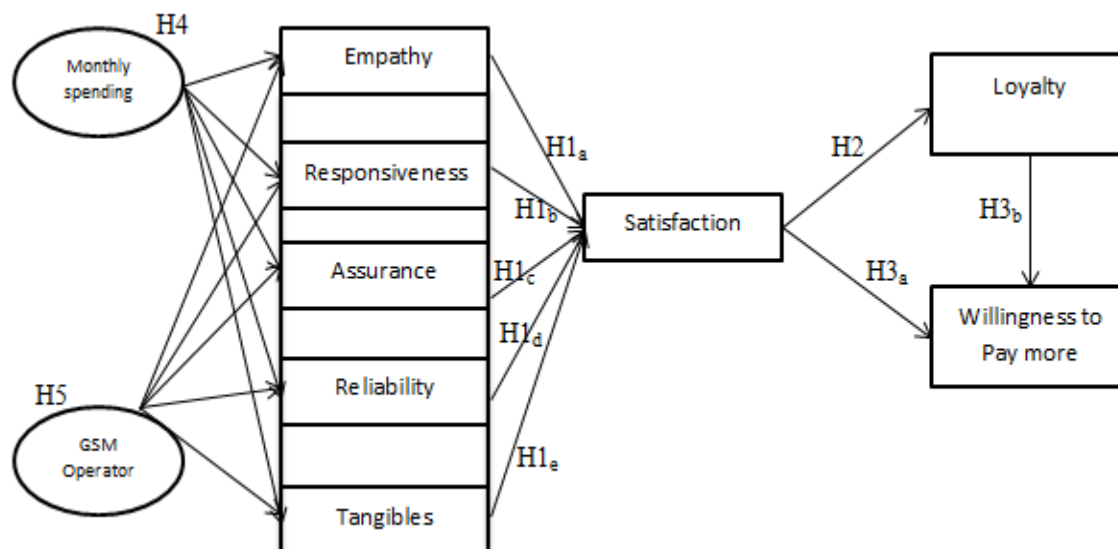 H4
Monthly
spending
H5
GSM
Operator
Empathy
Responsiveness
Assurance
Reliability
Tangibles
H1a
H1b
H1c
H1d
H1e
Satisfaction
H2
H3a
H3b
Loyalty
Willingness to
Pay more